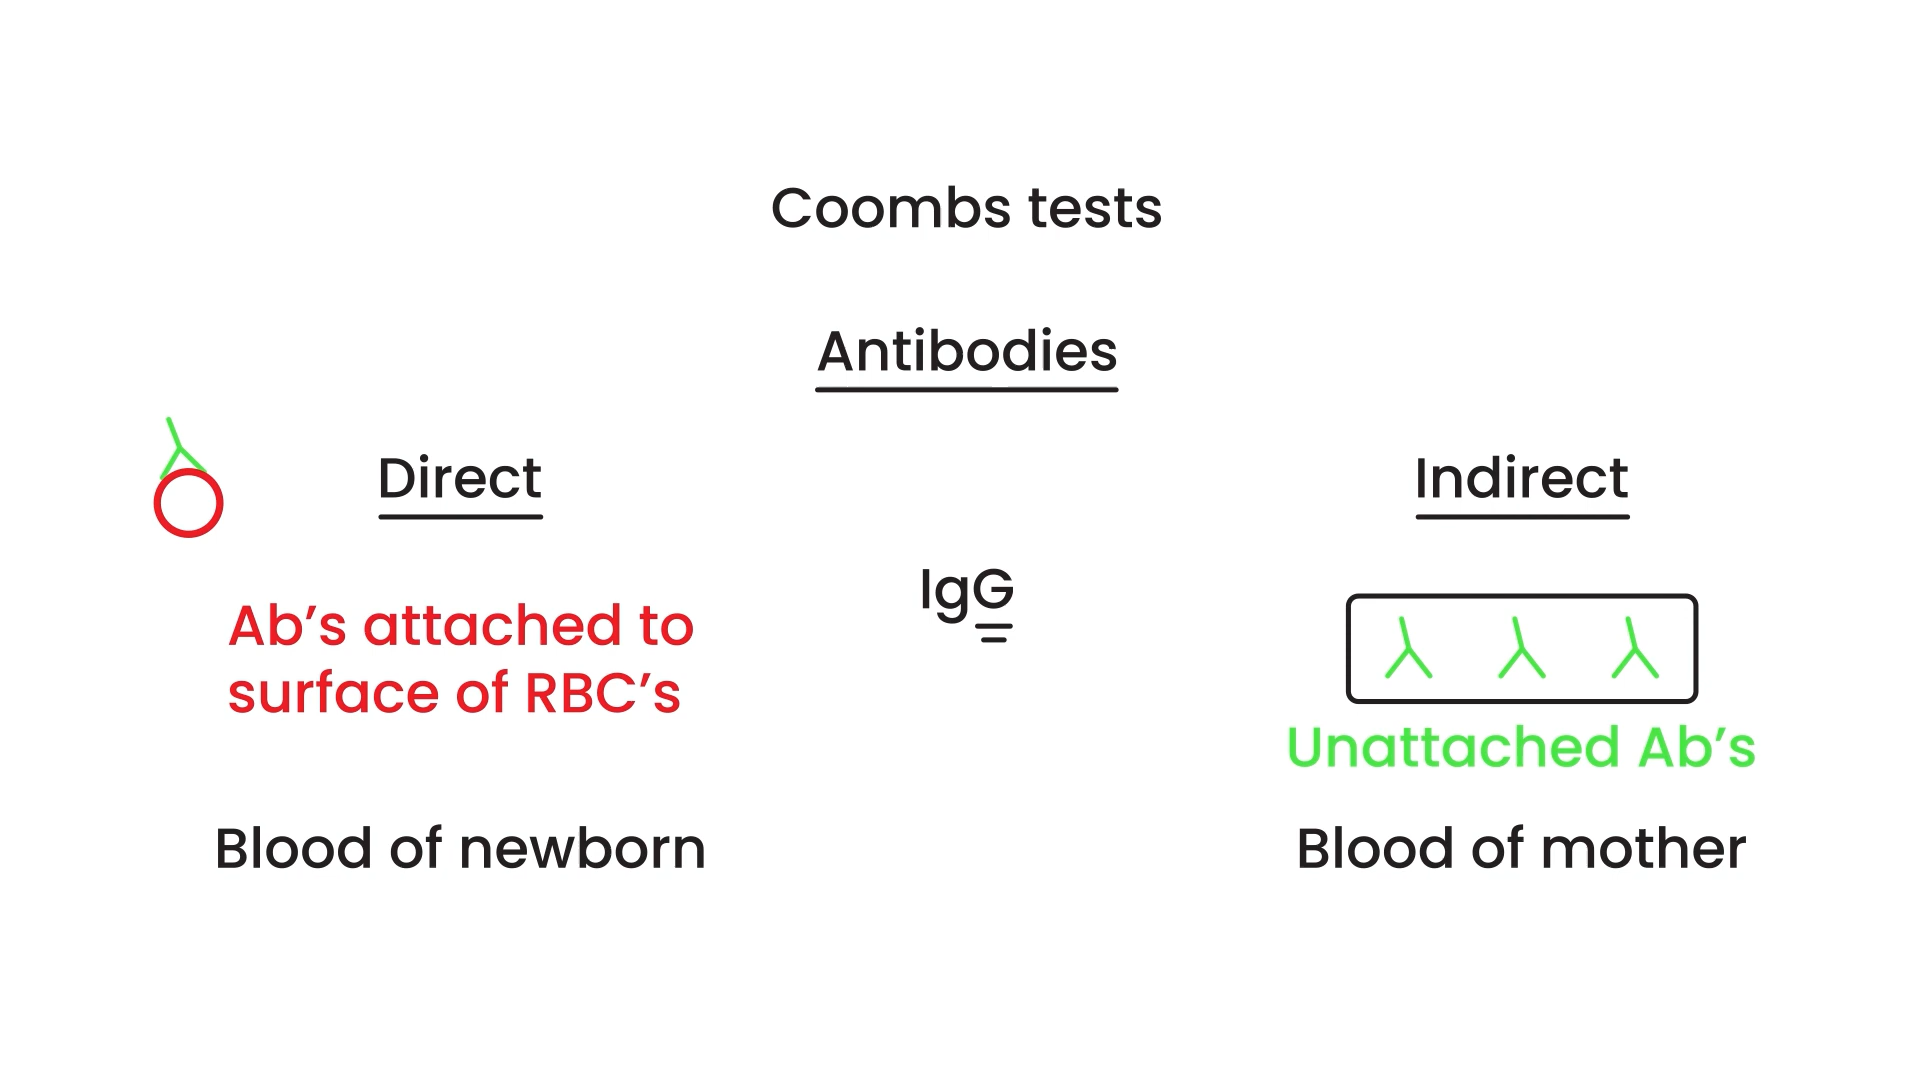 Coombs tests
Antibodies
Direct
Indirect
IgG
Ab’s attached to
surface of RBC’s
Unattached Ab’s
Blood of newborn
Blood of mother